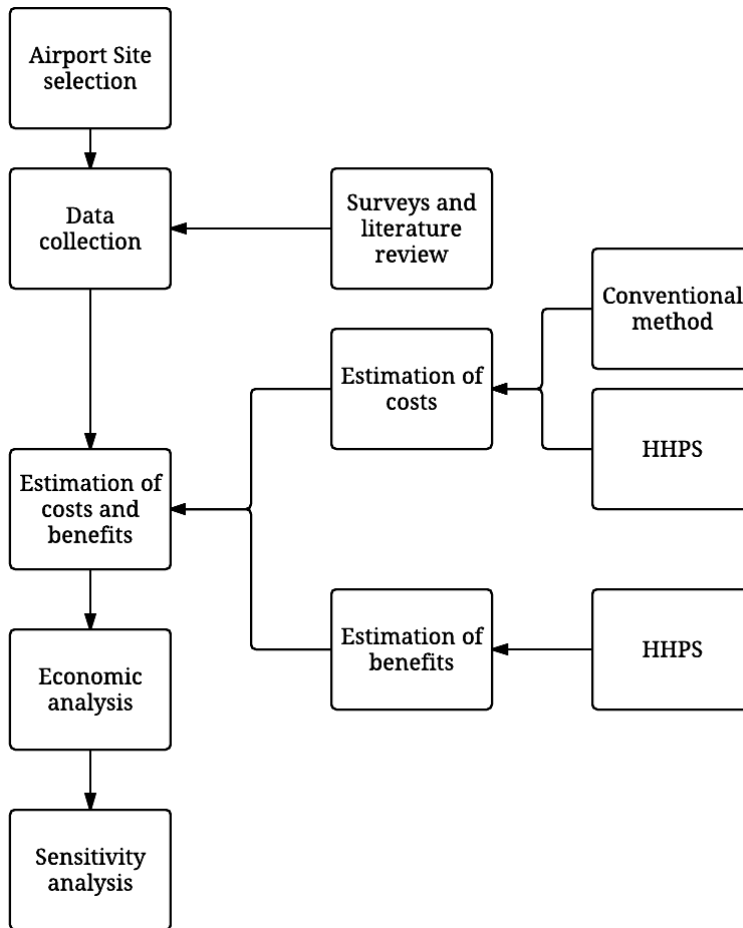 Airport Site
selection
Data
collection
Surveys and
literature
review
Conventional
method
Estimation of
costs
HHPS
Estimation of
costs and
benefits
Estimation of
benefits
HHPS
Economic
analysis
Sensitivity
analysis